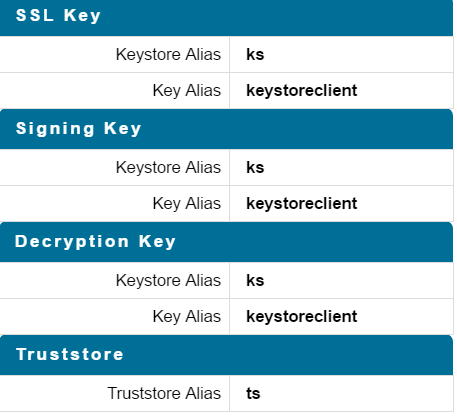 SSL Key
Keystore Alias ks
Key Alias keystoreclient
Signing Key
Keystore Alias ks
Key Alias keystoreclient
Decryption Key
Keystore Alias ks
Key Alias keystoreclient
Truststore
Truststore Alias ts